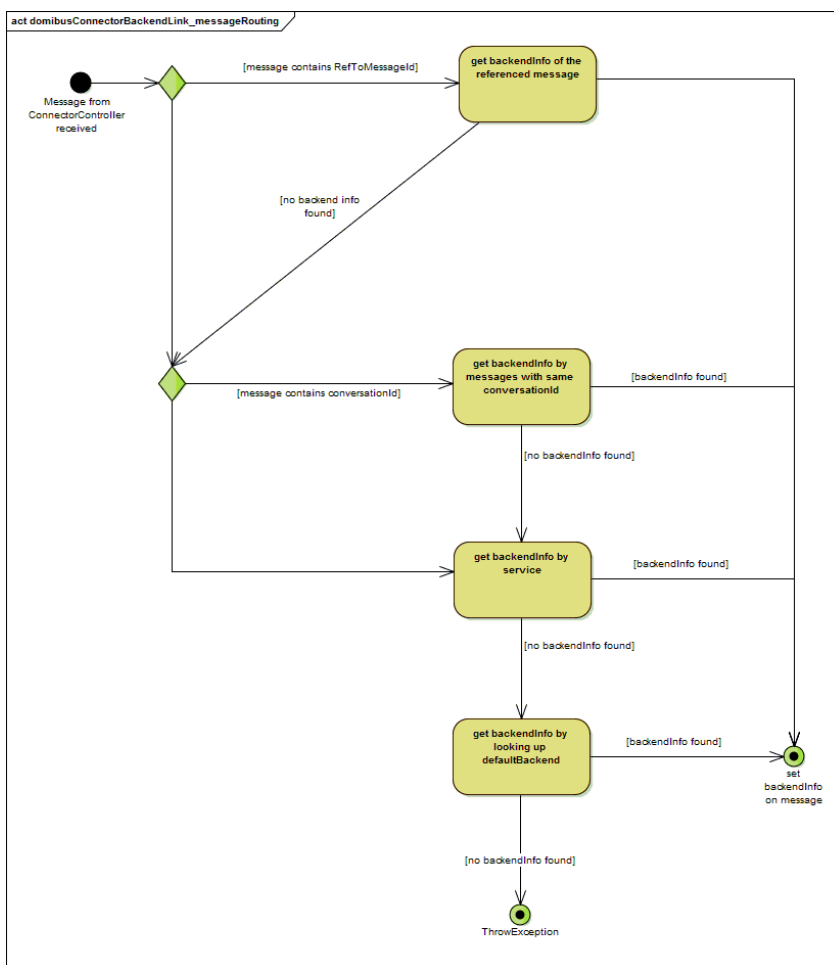 act domibusConnectorBackendLink_messageRouting
[message contains RefToMessageId]
get backendInfo of the
referenced message
Message from
ConnectorController
received
[no backend info
found]
get backendInfo by
messages with same
conversationId
[backendInfo found]
[message contains conversationId]
[no backendInfo found]
get backendInfo by
service
[backendInfo found]
[no backendInfo found]
get backendInfo by
looking up
defaultBackend
[backendInfo found]
set
backendInfo
on message
[no backendInfo found]
ThrowException